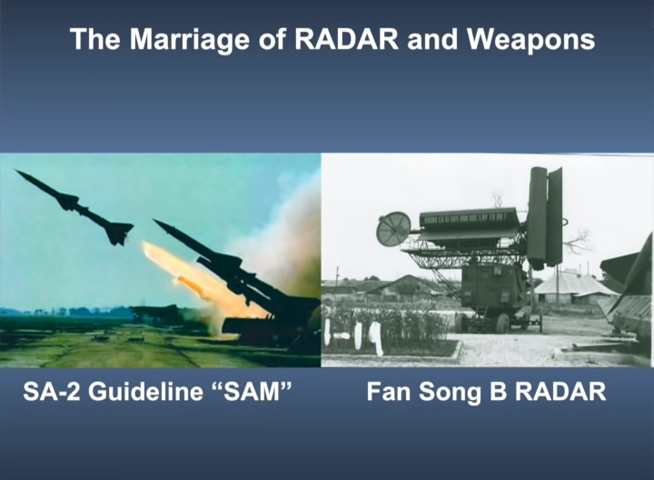 The Marriage of RADAR and Weapons
SA-2 Guideline “SAM”
Fan Song B RADAR